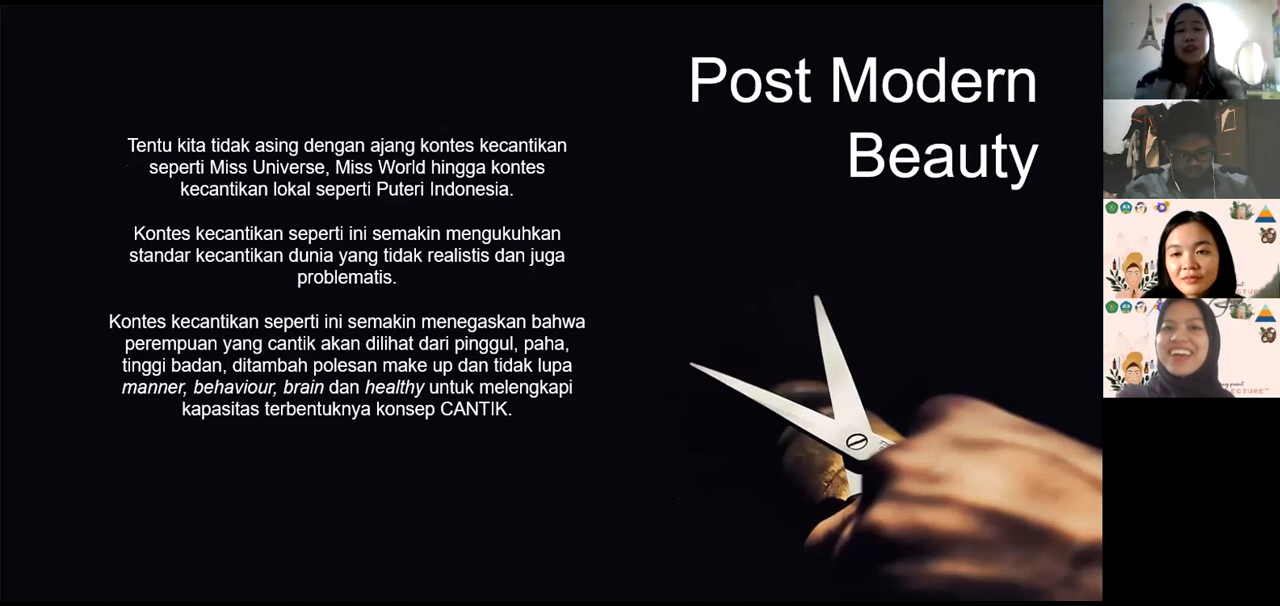 Post Modern
Beauty
Tentu kita tidak asing dengan ajang kontes kecantikan
seperti Miss Universe, Miss World hingga kontes
kecantikan lokal seperti Puteri Indonesia.
Kontes kecantikan seperti ini semakin mengukuhkan
standar kecantikan dunia yang tidak realistis dan juga
problematis.
Kontes kecantikan seperti ini semakin menegaskan bahwa
perempuan yang cantik akan dilihat dari pinggul, paha,
tinggi badan, ditambah polesan make up dan tidak lupa
manner, behaviour, brain dan healthy untuk melengkapi
kapasitas terbentuknya konsep CANTIK.